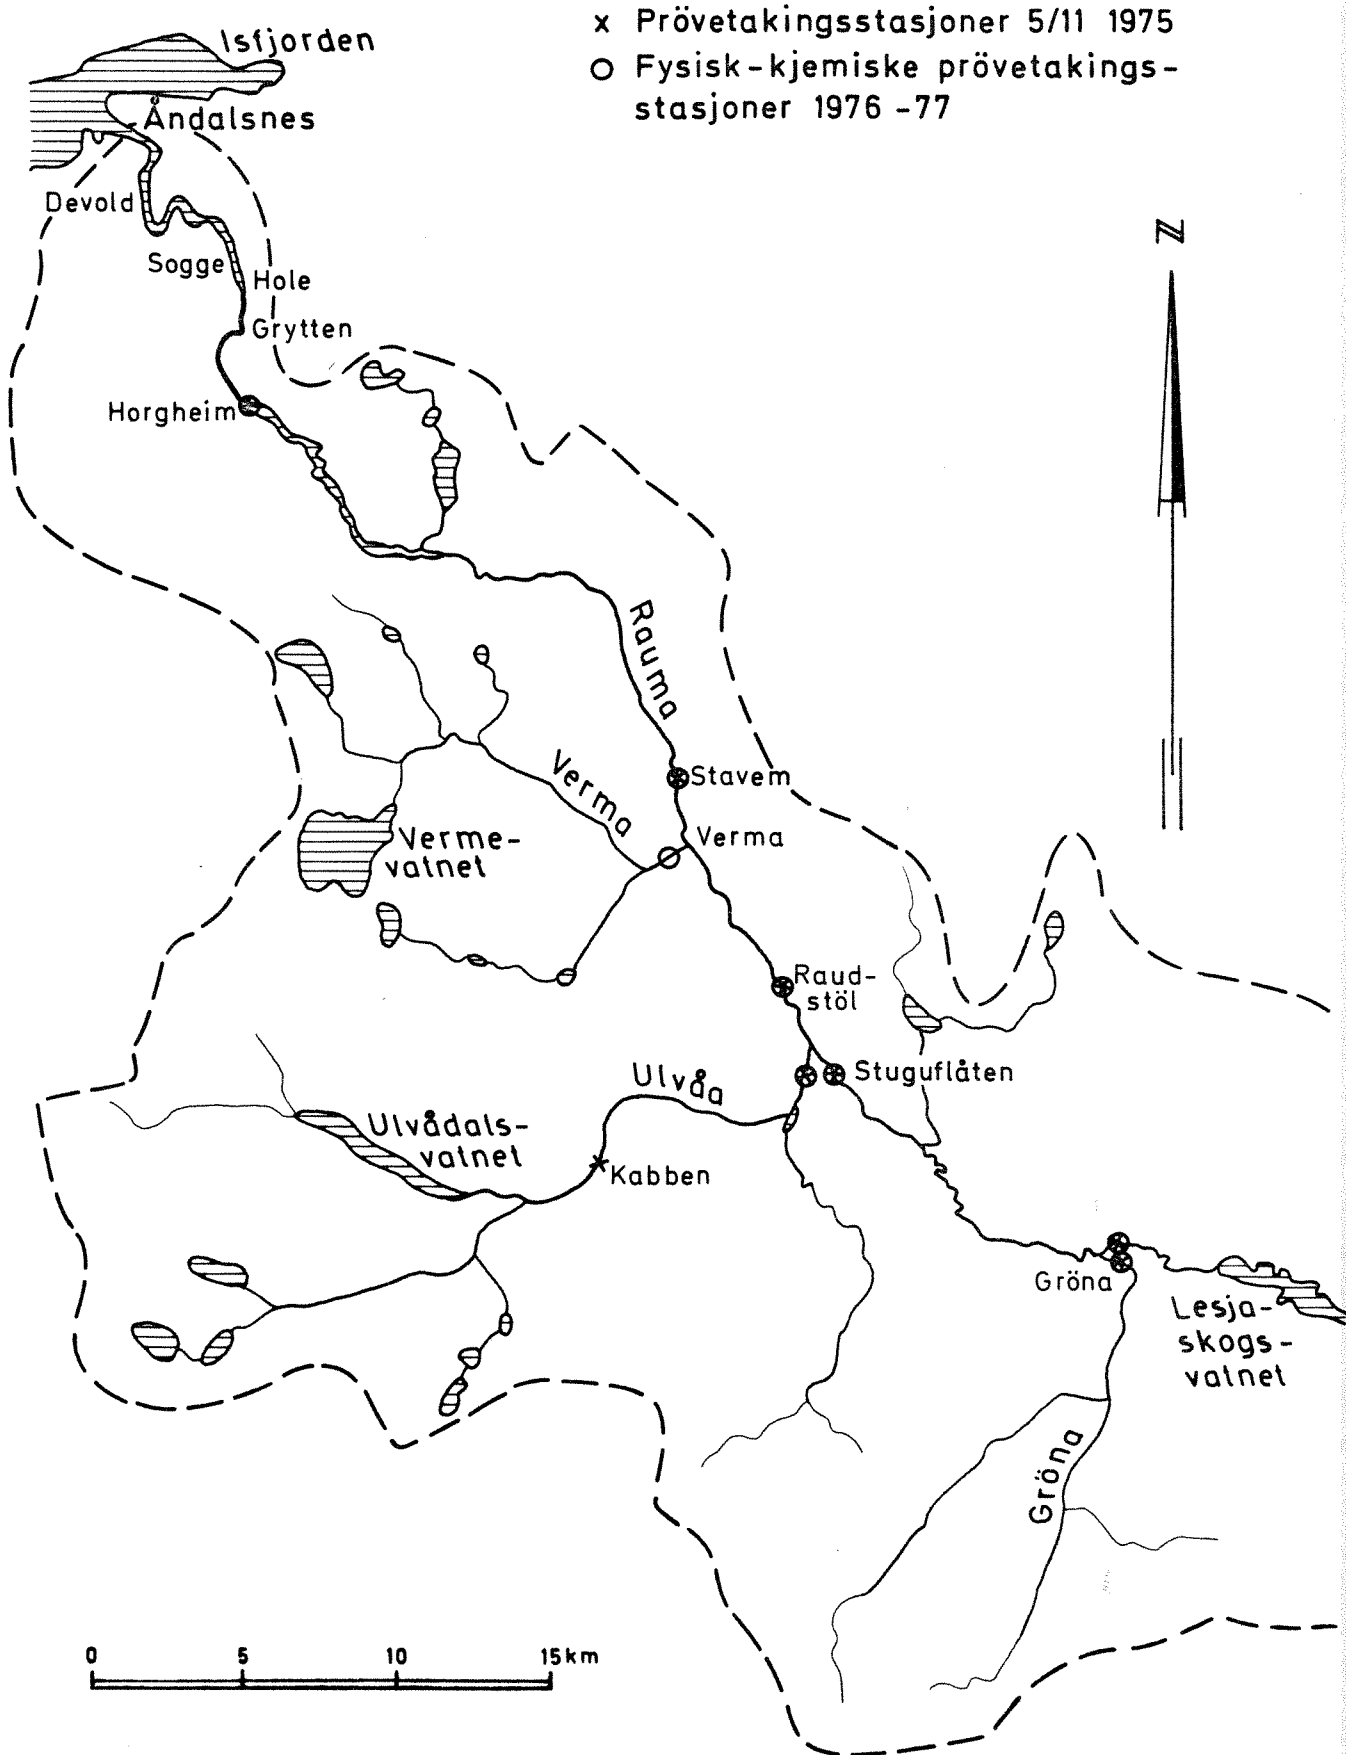 x Prövetakingsstasjoner 5/11 1975
o Fysisk-kjemiske prövetakings-
stasjoner 1976-77
Isfjorden
Åndalsnes
Devold
Sogge
Hole
Grytten
Horgheim
N
Rauma
Stavem
Verma
Verma
Verme-
vatnet
Raud-
stöl
Stuguflåten
Ulvåa
Ulvådals-
vatnet
Kabben
Gröna
Lesja-
skogs-
vatnet
Gröna
0 5 10 15 km